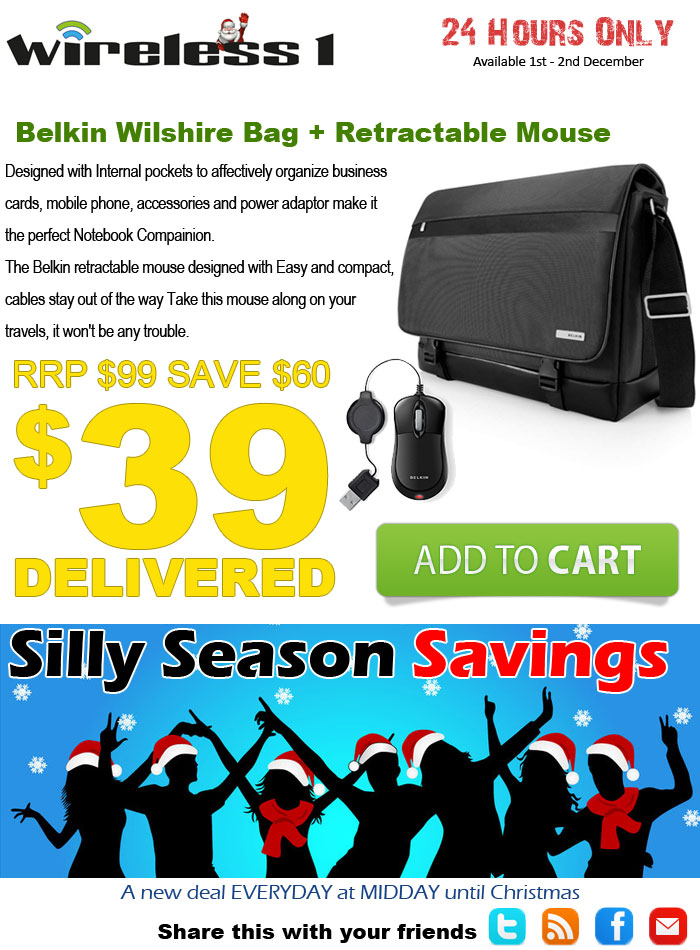 wireless 1
24 HOURS ONLY
Available 1st - 2nd December
Belkin Wilshire Bag + Retractable Mouse
Designed with Internal pockets to affectively organize business
cards, mobile phone, accessories and power adaptor make it
the perfect Notebook Compainion.
The Belkin retractable mouse designed with Easy and compact,
cables stay out of the way Take this mouse along on your
travels, it won't be any trouble.
BELKIN
RRP $99 SAVE $60
$39
DELIVERED
BELKIN
ADD TO CART
Silly Season Savings
A new deal EVERYDAY at MIDDAY until Christmas
Share this with your friends